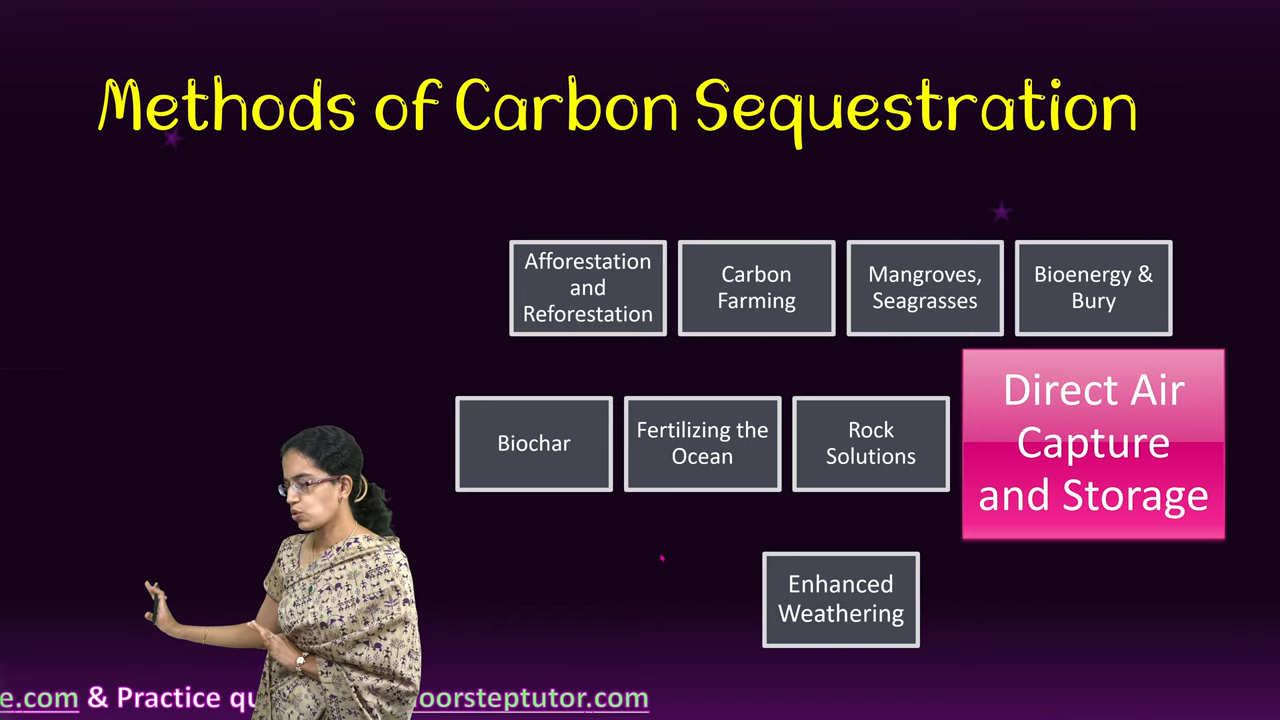 Methods of Carbon Sequestration
Afforestation
and
Reforestation
Carbon
Farming
Mangroves,
Seagrasses
Bioenergy &
Bury
Biochar
Fertilizing the
Ocean
Rock
Solutions
Direct Air
Capture
and Storage
Enhanced
Weathering
e.com & Practice qu oorsteptutor.com